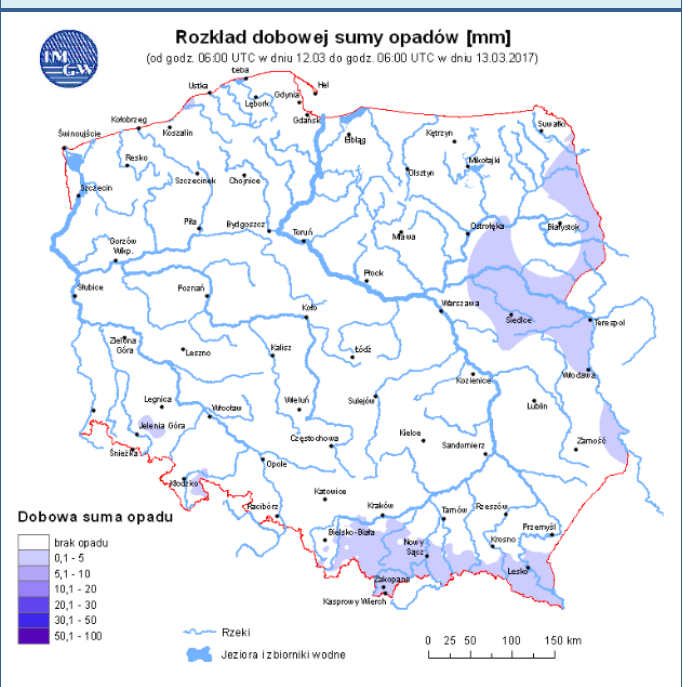 Rozkład dobowej sumy opadów [mm]
(od godz. 06:00 UTC w dniu 12.03 do godz. 06:00 UTC w dniu 13.03.2017)
IM
GW
Łeba
Ustka
Hel
Lębork
Gdynia
Gdańsk
Kołobrzeg
Koszalin
Świnoujście
Elbląg
Kętrzyn
Suwałki
Resko
Mikołajki
Szczecin
Szczecinek
Chojnice
Olsztyn
Piła
Bydgoszcz
Toruń
Mława
Ostrołęka
Białystok
Gorzów
Wlkp.
Płock
Słubice
Poznań
Koło
Warszawa
Siedlce
Terespol
Zielona
Góra
Leszno
Kalisz
Łódź
Kozienice
Włodawa
Legnica
Wrocław
Wieluń
Sulejów
Lublin
Jelenia Góra
Częstochowa
Kielce
Sandomierz
Zamość
Śnieżka
Opole
Kłodzko
Katowice
Racibórz
Kraków
Tarnów
Rzeszów
Przemyśl
Bielsko-Biała
Nowy
Sącz
Krosno
Lesko
Zakopane
Kasprowy Wierch
Dobowa suma opadu
brak opadu
0,1 - 5
5,1 - 10
10,1 - 20
20,1 - 30
30,1 - 50
50,1 - 100
Rzeki
Jeziora i zbiorniki wodne
0 25 50 100 150 km